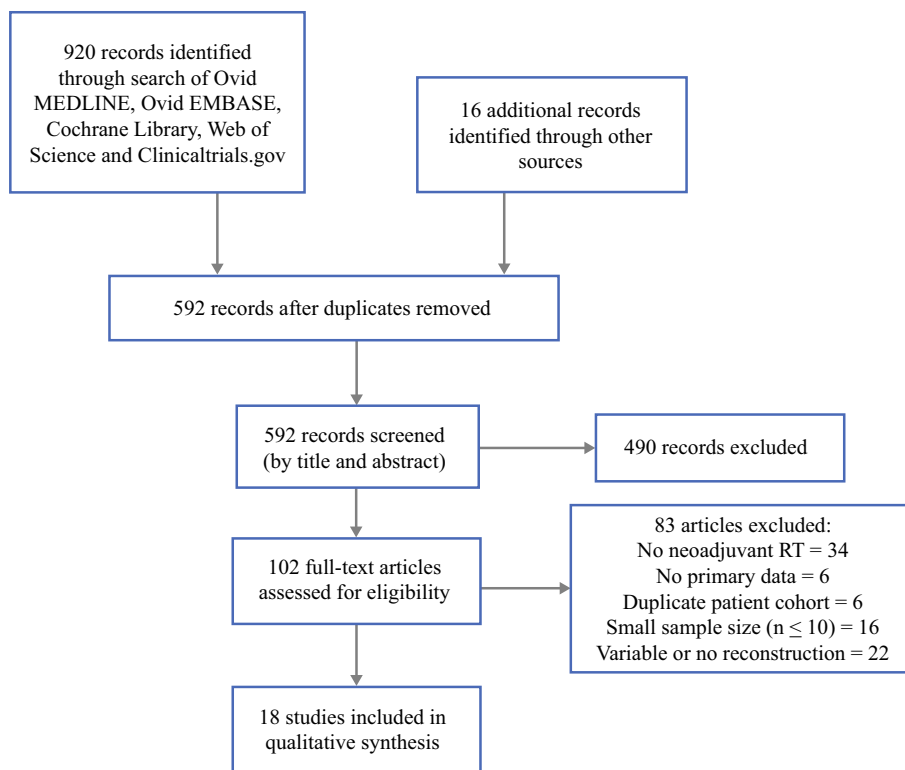 920 records identified
through search of Ovid
MEDLINE, Ovid EMBASE,
Cochrane Library, Web of
Science and Clinicaltrials.gov
16 additional records
identified through other
sources
592 records after duplicates removed
592 records screened
(by title and abstract)
490 records excluded
102 full-text articles
assessed for eligibility
83 articles excluded:
No neoadjuvant RT = 34
No primary data = 6
Duplicate patient cohort = 6
Small sample size (n ≤ 10) = 16
Variable or no reconstruction = 22
18 studies included in
qualitative synthesis